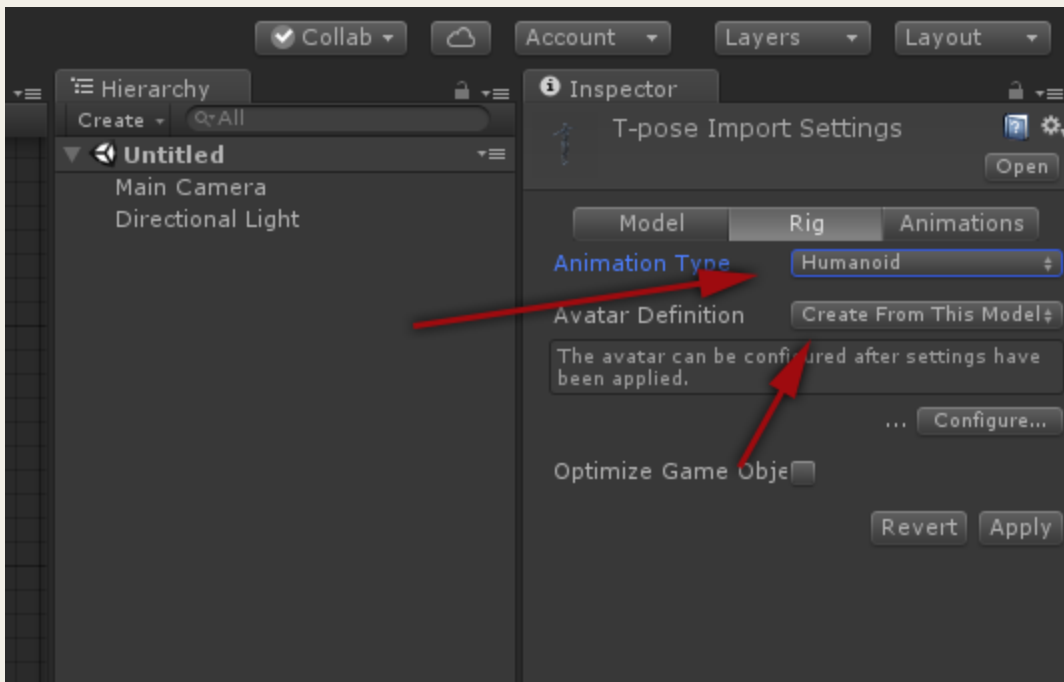 Collab
Account
Layers
Layout
Hierarchy
Inspector
Create
All
T-pose Import Settings
Open
Untitled
Main Camera
Directional Light
Model
Rig
Animations
Animation Type
Humanoid
Avatar Definition
Create From This Model
The avatar can be configured after settings have
been applied.
... Configure...
Optimize Game Obje
Revert
Apply